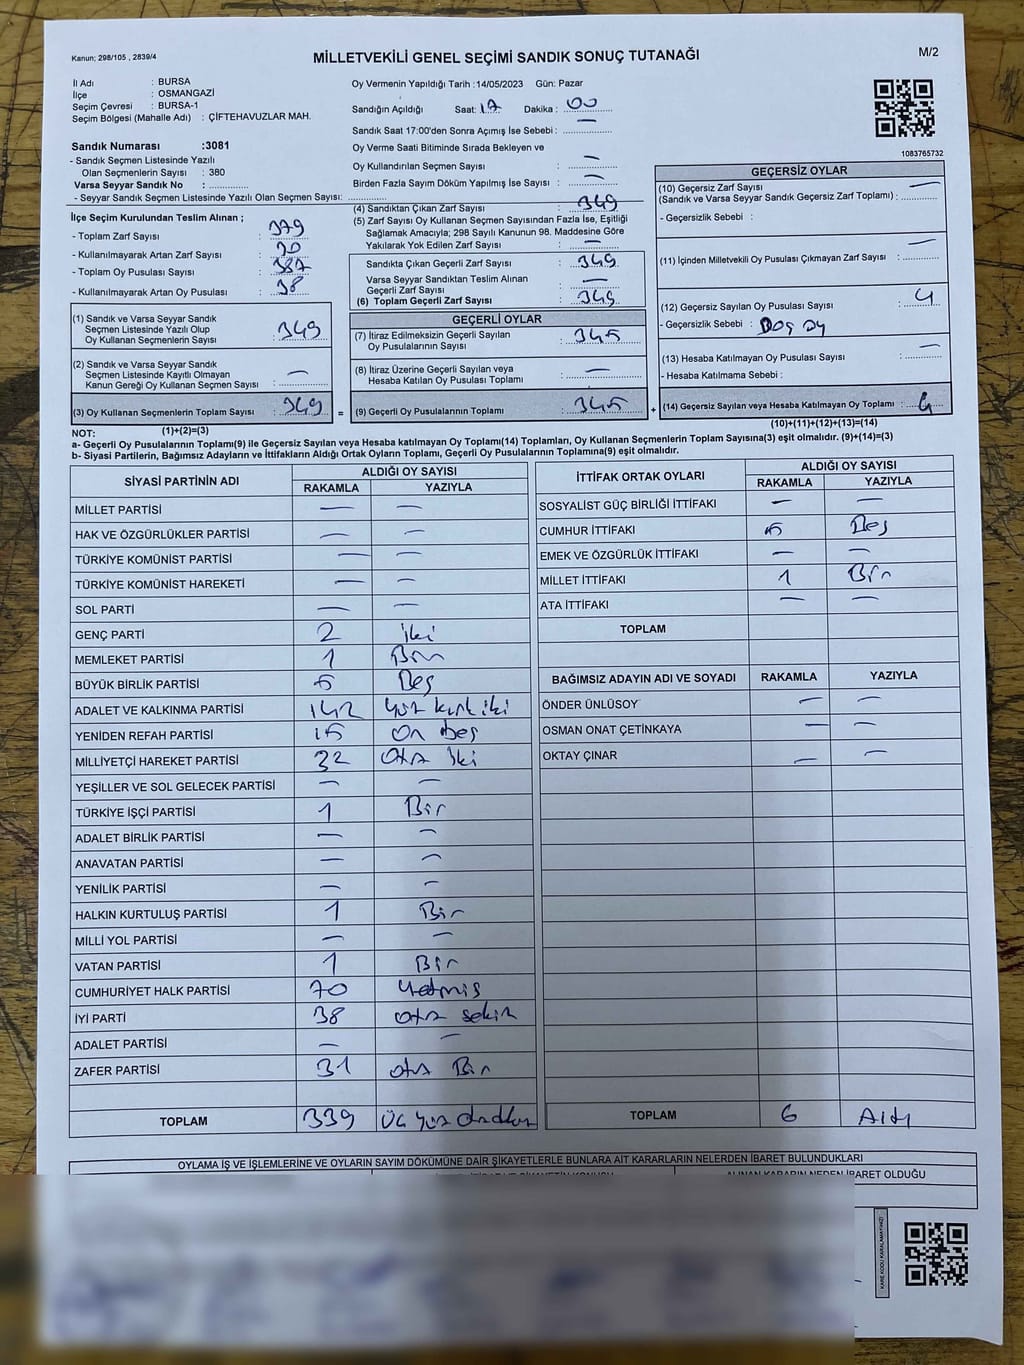 Kanun; 298/105 , 2839/4
MİLLETVEKİLİ GENEL SEÇİMİ SANDIK SONUÇ TUTANAĞI
M/2
İl Adı : BURSA
İlçe : OSMANGAZİ
Seçim Çevresi : BURSA-1
Seçim Bölgesi (Mahalle Adı) : ÇİFTEHAVUZLAR MAH.
Sandık Numarası :3081
- Sandık Seçmen Listesinde Yazılı
Olan Seçmenlerin Sayısı : 380
Varsa Seyyar Sandık No : ............
- Seyyar Sandık Seçmen Listesinde Yazılı Olan Seçmen Sayısı: ............
Oy Vermenin Yapıldığı Tarih :14/05/2023 Gün: Pazar
Sandığın Açıldığı Saat: 17 Dakika : 00
Sandık Saat 17:00'den Sonra Açımış İse Sebebi : —
Oy Verme Saati Bitiminde Sırada Bekleyen ve
Oy Kullandırılan Seçmen Sayısı : —
Birden Fazla Sayım Döküm Yapılmış İse Sayısı : —
1083765732
İlçe Seçim Kurulundan Teslim Alınan ;
- Toplam Zarf Sayısı : 379
- Kullanılmayarak Artan Zarf Sayısı : 30
- Toplam Oy Pusulası Sayısı : 387
- Kullanılmayarak Artan Oy Pusulası : 38
(1) Sandık ve Varsa Seyyar Sandık
Seçmen Listesinde Yazılı Olup
Oy Kullanan Seçmenlerin Sayısı : 349
(2) Sandık ve Varsa Seyyar Sandık
Seçmen Listesinde Kayıtlı Olmayan
Kanun Gereği Oy Kullanan Seçmen Sayısı : —
(3) Oy Kullanan Seçmenlerin Toplam Sayısı : 349 =
(1)+(2)=(3)
(4) Sandıktan Çıkan Zarf Sayısı : 349
(5) Zarf Sayısı Oy Kullanan Seçmen Sayısından Fazla İse, Eşitliği
Sağlamak Amacıyla; 298 Sayılı Kanunun 98. Maddesine Göre
Yakılarak Yok Edilen Zarf Sayısı : —
Sandıkta Çıkan Geçerli Zarf Sayısı : 349
Varsa Seyyar Sandıktan Teslim Alınan
Geçerli Zarf Sayısı : —
(6) Toplam Geçerli Zarf Sayısı : 349
GEÇERLİ OYLAR
(7) İtiraz Edilmeksizin Geçerli Sayılan
Oy Pusulalarının Sayısı : 345
(8) İtiraz Üzerine Geçerli Sayılan veya
Hesaba Katılan Oy Pusulası Toplamı : —
(9) Geçerli Oy Pusulalarının Toplamı : 345 +
GEÇERSİZ OYLAR
(10) Geçersiz Zarf Sayısı
(Sandık ve Varsa Seyyar Sandık Geçersiz Zarf Toplamı) : —
- Geçersizlik Sebebi :
(11) İçinden Milletvekili Oy Pusulası Çıkmayan Zarf Sayısı : —
(12) Geçersiz Sayılan Oy Pusulası Sayısı : 4
- Geçersizlik Sebebi : Boş oy
(13) Hesaba Katılmayan Oy Pusulası Sayısı : —
- Hesaba Katılmama Sebebi :
(14) Geçersiz Sayılan veya Hesaba Katılmayan Oy Toplamı : 4
(10)+(11)+(12)+(13)=(14)
NOT:
a- Geçerli Oy Pusulalarının Toplamı(9) ile Geçersiz Sayılan veya Hesaba katılmayan Oy Toplamı(14) Toplamları, Oy Kullanan Seçmenlerin Toplam Sayısına(3) eşit olmalıdır. (9)+(14)=(3)
b- Siyasi Partilerin, Bağımsız Adayların ve İttifakların Aldığı Ortak Oyların Toplamı, Geçerli Oy Pusulalarının Toplamına(9) eşit olmalıdır.
SİYASİ PARTİNİN ADI
ALDIĞI OY SAYISI
RAKAMLA YAZIYLA
MİLLET PARTİSİ — —
HAK VE ÖZGÜRLÜKLER PARTİSİ — —
TÜRKİYE KOMÜNİST PARTİSİ — —
TÜRKİYE KOMÜNİST HAREKETİ — —
SOL PARTİ — —
GENÇ PARTİ 2 iki
MEMLEKET PARTİSİ 1 Bir
BÜYÜK BİRLİK PARTİSİ 5 Beş
ADALET VE KALKINMA PARTİSİ 142 Yüz kırk iki
YENİDEN REFAH PARTİSİ 15 On beş
MİLLİYETÇİ HAREKET PARTİSİ 32 Otuz iki
YEŞİLLER VE SOL GELECEK PARTİSİ — —
TÜRKİYE İŞÇİ PARTİSİ 1 Bir
ADALET BİRLİK PARTİSİ — —
ANAVATAN PARTİSİ — —
YENİLİK PARTİSİ — —
HALKIN KURTULUŞ PARTİSİ 1 Bir
MİLLİ YOL PARTİSİ — —
VATAN PARTİSİ 1 Bir
CUMHURİYET HALK PARTİSİ 70 Yetmiş
İYİ PARTİ 38 otuz sekiz
ADALET PARTİSİ — —
ZAFER PARTİSİ 31 otuz Bir
TOPLAM 339 Üç yüz
İTTİFAK ORTAK OYLARI
ALDIĞI OY SAYISI
RAKAMLA YAZIYLA
SOSYALİST GÜÇ BİRLİĞİ İTTİFAKI — —
CUMHUR İTTİFAKI 5 Beş
EMEK VE ÖZGÜRLÜK İTTİFAKI — —
MİLLET İTTİFAKI 1 Bir
ATA İTTİFAKI — —
TOPLAM
BAĞIMSIZ ADAYIN ADI VE SOYADI RAKAMLA YAZIYLA
ÖNDER ÜNLÜSOY — —
OSMAN ONAT ÇETİNKAYA — —
OKTAY ÇINAR — —
TOPLAM 6 Altı
OYLAMA İŞ VE İŞLEMLERİNE VE OYLARIN SAYIM DÖKÜMÜNE DAİR ŞİKAYETLERLE BUNLARA AİT KARARLARIN NELERDEN İBARET BULUNDUKLARI
ALINAN KARARIN NEDEN İBARET OLDUĞU
KARE KODU KARALAMAYINIZ!